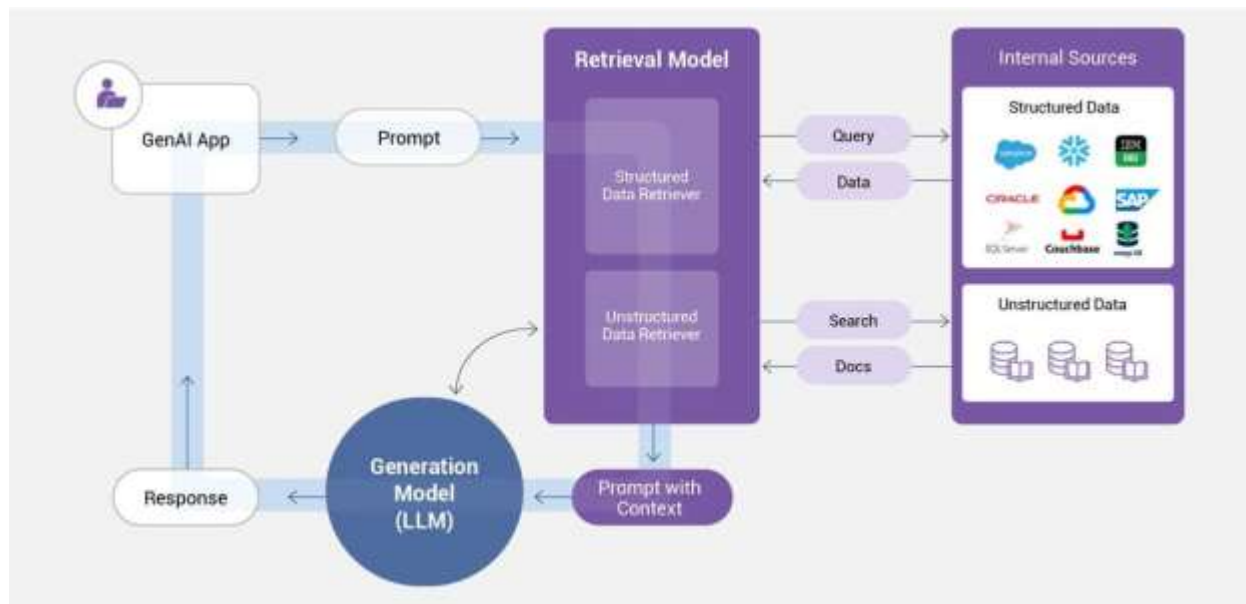 Retrieval Model
Internal Sources
GenAI App
Prompt
Structured
Data Retriever
Query
Data
Structured Data
IBM
ORACLE
SAP
SQL Server
Couchbase
Unstructured
Data Retriever
Search
Docs
Unstructured Data
Generation
Model
(LLM)
Prompt with
Context
Response